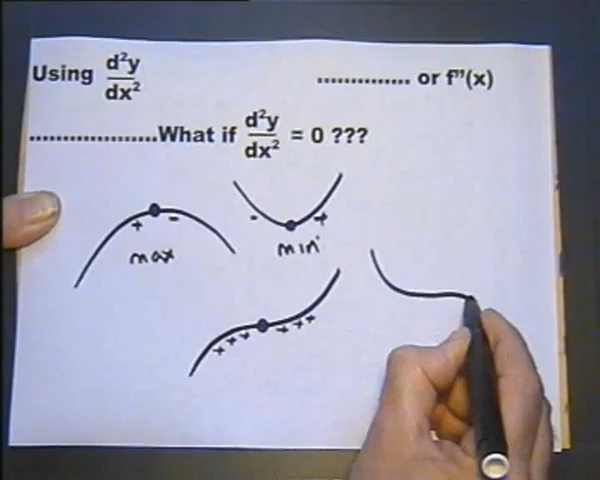 Using d²y/dx² .............. or f"(x)
...................What if d²y/dx² = 0 ???
+ - - +
max min
+ + + + + + +